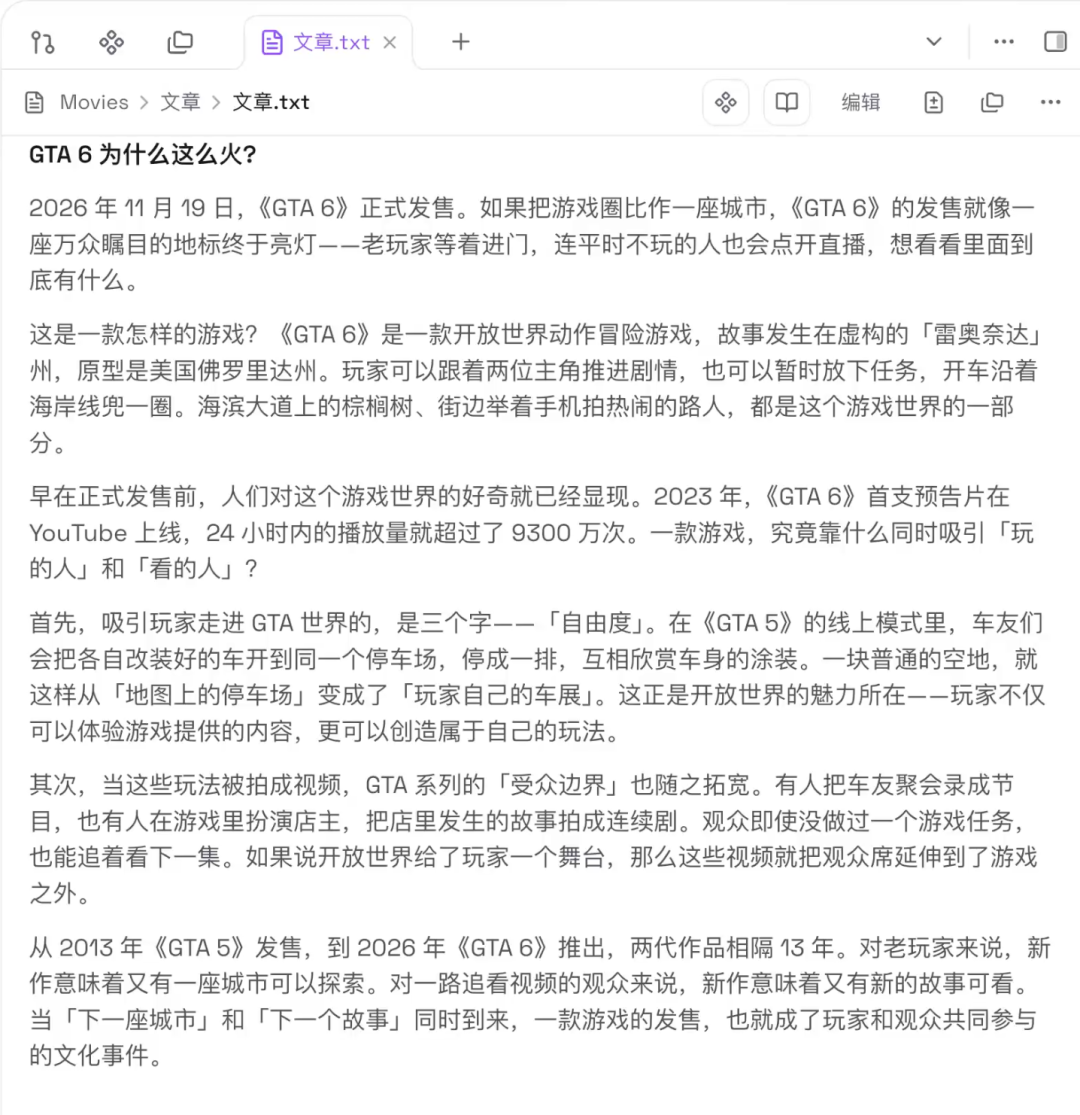 文章.txt
Movies > 文章 > 文章.txt
编辑
GTA 6 为什么这么火?
2026 年 11 月 19 日，《GTA 6》正式发售。如果把游戏圈比作一座城市，《GTA 6》的发售就像一
座万众瞩目的地标终于亮灯——老玩家等着进门，连平时不玩的人也会点开直播，想看看里面到
底有什么。
这是一款怎样的游戏？《GTA 6》是一款开放世界动作冒险游戏，故事发生在虚构的「雷奥奈达」
州，原型是美国佛罗里达州。玩家可以跟着两位主角推进剧情，也可以暂时放下任务，开车沿着
海岸线兜一圈。海滨大道上的棕榈树、街边举着手机拍热闹的路人，都是这个游戏世界的一部
分。
早在正式发售前，人们对这个游戏世界的好奇就已经显现。2023 年，《GTA 6》首支预告片在
YouTube 上线，24 小时内的播放量就超过了 9300 万次。一款游戏，究竟靠什么同时吸引「玩
的人」和「看的人」?
首先，吸引玩家走进 GTA 世界的，是三个字——「自由度」。在《GTA 5》的线上模式里，车友们
会把各自改装好的车开到同一个停车场，停成一排，互相欣赏车身的涂装。一块普通的空地，就
这样从「地图上的停车场」变成了「玩家自己的车展」。这正是开放世界的魅力所在——玩家不仅
可以体验游戏提供的内容，更可以创造属于自己的玩法。
其次，当这些玩法被拍成视频，GTA 系列的「受众边界」也随之拓宽。有人把车友聚会录成节
目，也有人在游戏里扮演店主，把店里发生的故事拍成连续剧。观众即使没做过一个游戏任务，
也能追着看下一集。如果说开放世界给了玩家一个舞台，那么这些视频就把观众席延伸到了游戏
之外。
从 2013 年《GTA 5》发售，到 2026 年《GTA 6》推出，两代作品相隔 13 年。对老玩家来说，新
作意味着又有一座城市可以探索。对一路追看视频的观众来说，新作意味着又有新的故事可看。
当「下一座城市」和「下一个故事」同时到来，一款游戏的发售，也就成了玩家和观众共同参与
的文化事件。